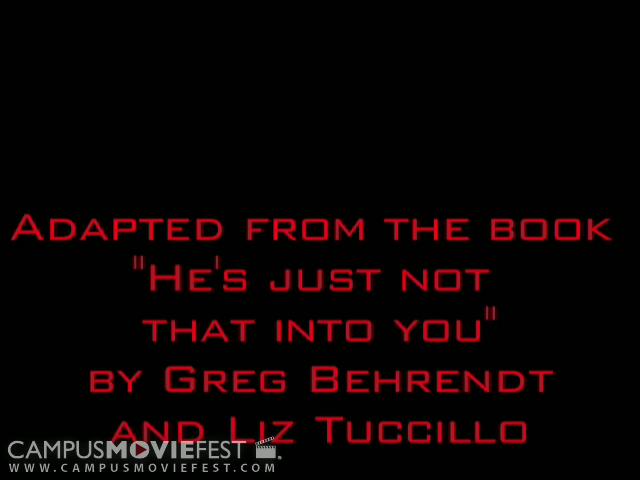 Adapted from the book
"He's just not
that into you"
by Greg Behrendt
and Liz Tuccillo
CAMPUSMOVIEFEST
WWW.CAMPUSMOVIEFEST.COM